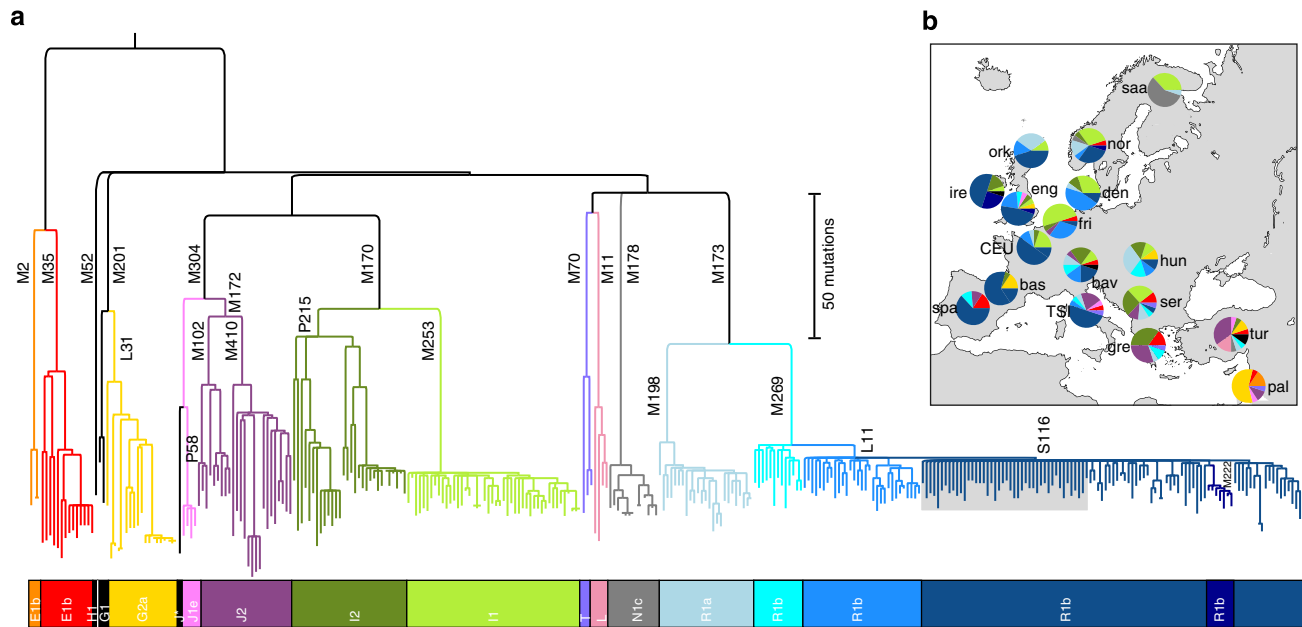 a
M2
M35
M52
M201
L31
M304
M172
M102
M410
P58
M170
P215
M253
M70
M11
M178
M173
M198
M269
L11
S116
M222
50 mutations
E1b
E1b
H1
G1
G2a
J*
J1e
J2
I2
I1
T
L
N1c
R1a
R1b
R1b
R1b
R1b
b
saa
ork
nor
ire
eng
den
fri
CEU
hun
bas
bav
spa
TSI
ser
gre
tur
pal